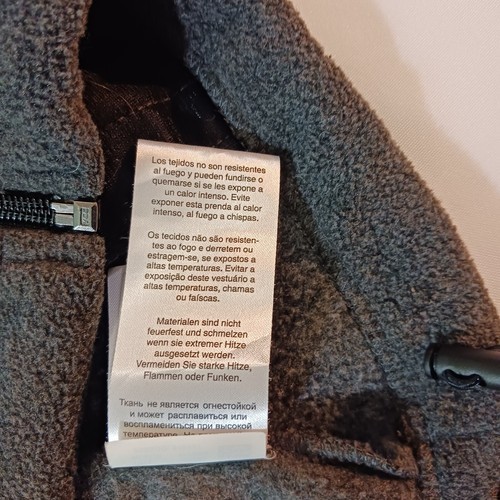 Los tejidos no son resistentes
al fuego y pueden fundirse o
quemarse si se les expone a
un calor intenso. Evite
exponer esta prenda al calor
intenso, al fuego a chispas.
Os tecidos não são resisten-
tes ao fogo e derretem ou
estragem-se, se expostos a
altas temperaturas. Evitar a
exposição deste vestuário a
altas temperaturas, chamas
ou faíscas.
Materialen sind nicht
feuerfest und schmelzen
wenn sie extremer Hitze
ausgesetzt werden.
Vermeiden Sie starke Hitze,
Flammen oder Funken.
Ткань не является огнестойкой
и может расплавиться или
воспламениться при высокой
температуре. Не